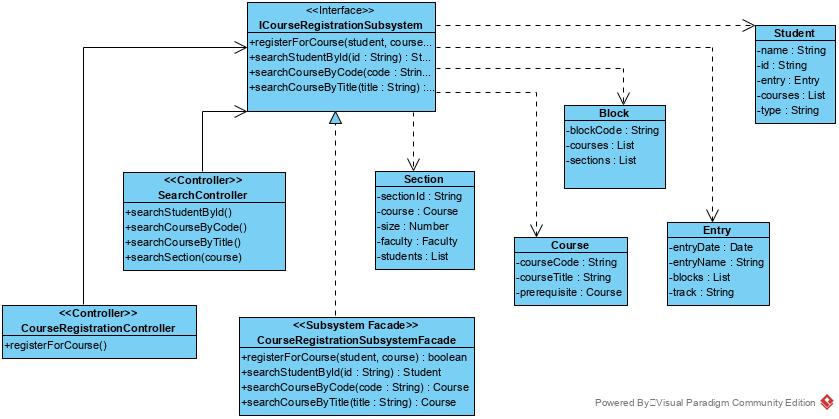 <<Interface>>
ICourseRegistrationSubsystem
+registerForCourse(student, course...
+searchStudentById(id : String) : St...
+searchCourseByCode(code : Strin...
+searchCourseByTitle(title : String) :...
Student
-name : String
-id : String
-entry : Entry
-courses : List
-type : String
Block
-blockCode : String
-courses : List
-sections : List
<<Controller>>
SearchController
+searchStudentById()
+searchCourseByCode()
+searchCourseByTitle()
+searchSection(course)
Section
-sectionId : String
-course : Course
-size : Number
-faculty : Faculty
-students : List
Course
-courseCode : String
-courseTitle : String
-prerequisite : Course
Entry
-entryDate : Date
-entryName : String
-blocks : List
-track : String
<<Controller>>
CourseRegistrationController
+registerForCourse()
<<Subsystem Facade>>
CourseRegistrationSubsystemFacade
+registerForCourse(student, course) : boolean
+searchStudentById(id : String) : Student
+searchCourseByCode(code : String) : Course
+searchCourseByTitle(title : String) : Course
Powered By Visual Paradigm Community Edition